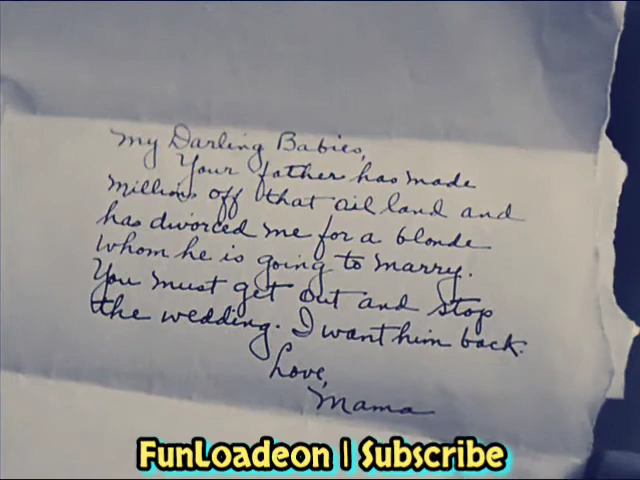 My Darling Babies,
Your father has made
millions off that oil land and
has divorced me for a blonde
whom he is going to marry.
You must get out and stop
the wedding. I want him back.
Love,
Mama
FunLoadeon | Subscribe